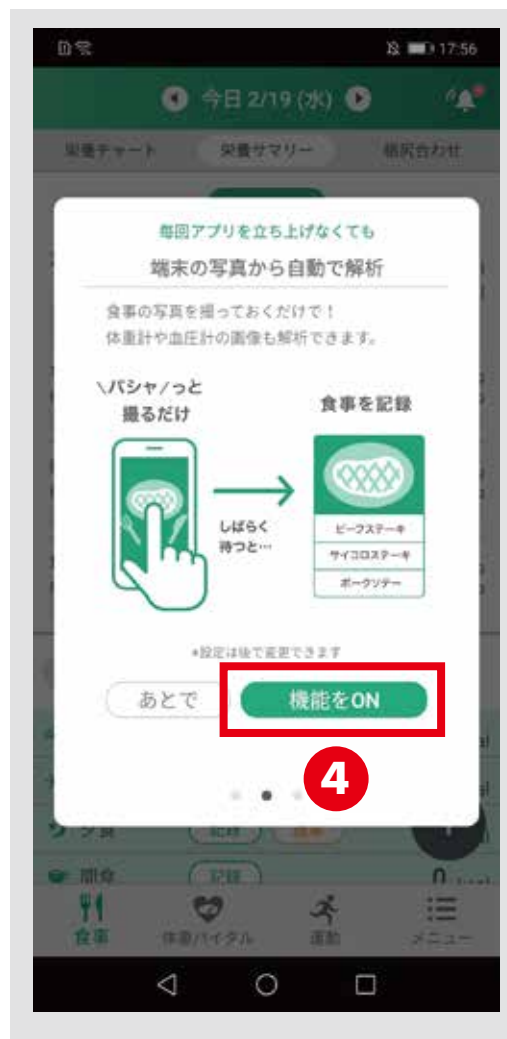 17:56
今日 2/19 (水)
栄養チャート 栄養サマリー 帳尻合わせ
毎回アプリを立ち上げなくても
端末の写真から自動で解析
食事の写真を撮っておくだけで！
体重計や血圧計の画像も解析できます。
\パシャ/っと
撮るだけ
食事を記録
しばらく
待つと…
ビーフステーキ
サイコロステーキ
ポークソテー
*設定は後で変更できます
あとで 機能をON
4
夕食 記録
間食 記録 0
食事 体重バイタル 運動 メニュー